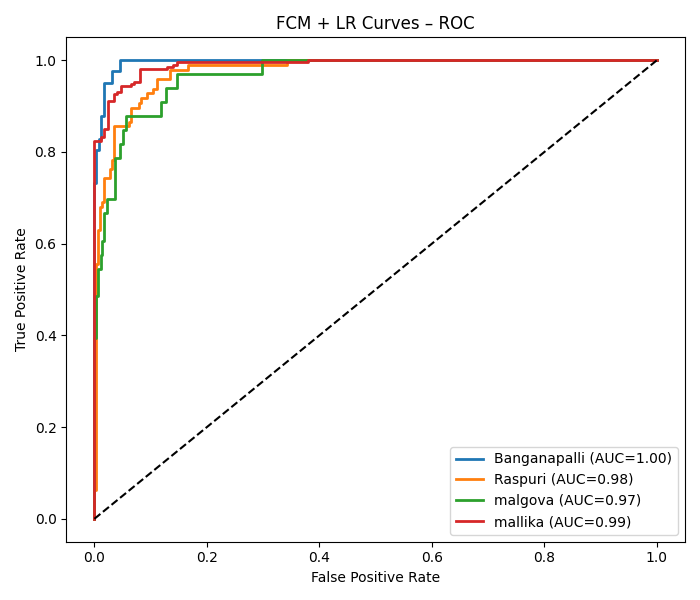 FCM + LR Curves – ROC
True Positive Rate
1.0
0.8
0.6
0.4
0.2
0.0
0.0 0.2 0.4 0.6 0.8 1.0
False Positive Rate
Banganapalli (AUC=1.00)
Raspuri (AUC=0.98)
malgova (AUC=0.97)
mallika (AUC=0.99)